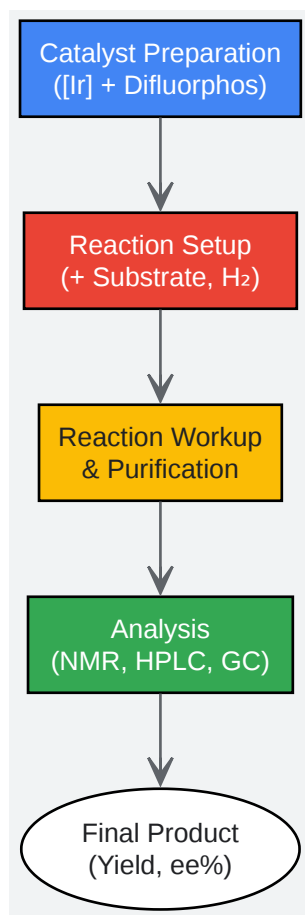 Catalyst Preparation
([Ir] + Difluorphos)
Reaction Setup
(+ Substrate, H₂)
Reaction Workup
& Purification
Analysis
(NMR, HPLC, GC)
Final Product
(Yield, ee%)